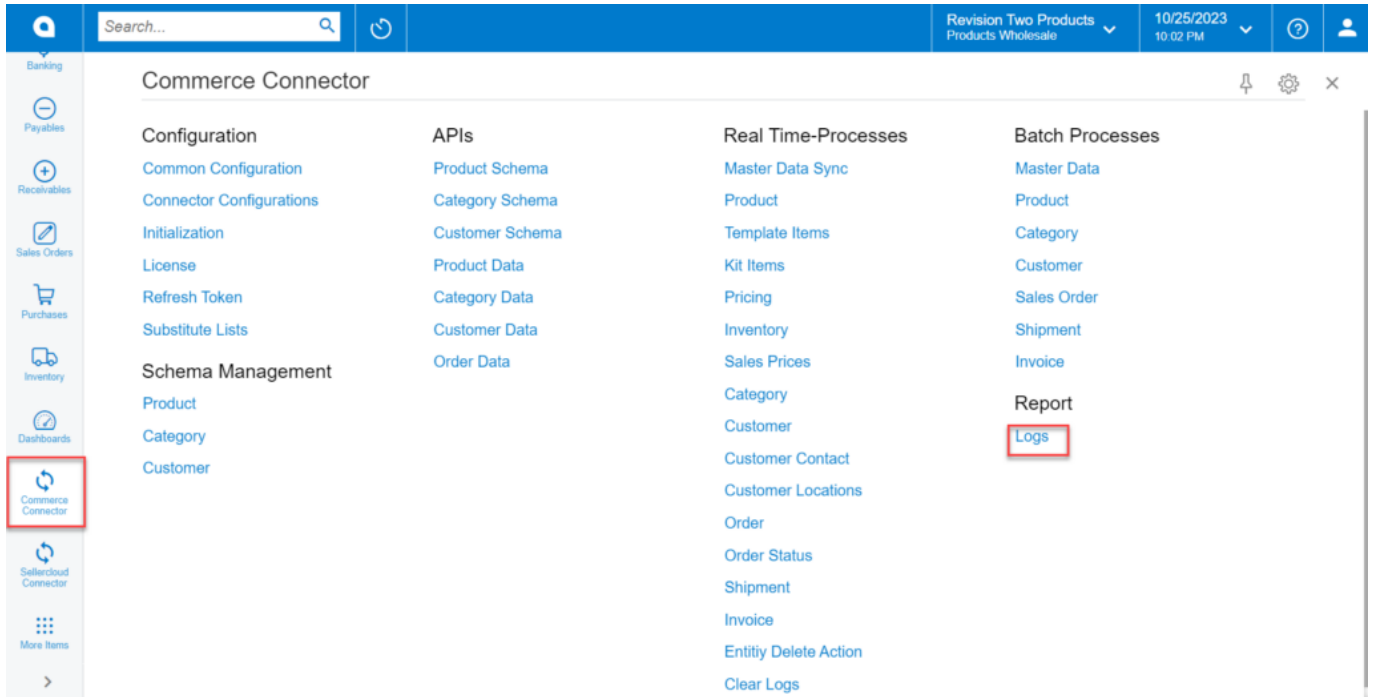 Search...
Revision Two Products
Products Wholesale
10/25/2023
10:02 PM
Banking
Payables
Receivables
Sales Orders
Purchases
Inventory
Dashboards
Commerce
Connector
Sellercloud
Connector
More Items
Commerce Connector
Configuration
Common Configuration
Connector Configurations
Initialization
License
Refresh Token
Substitute Lists
Schema Management
Product
Category
Customer
APIs
Product Schema
Category Schema
Customer Schema
Product Data
Category Data
Customer Data
Order Data
Real Time-Processes
Master Data Sync
Product
Template Items
Kit Items
Pricing
Inventory
Sales Prices
Category
Customer
Customer Contact
Customer Locations
Order
Order Status
Shipment
Invoice
Entitiy Delete Action
Clear Logs
Batch Processes
Master Data
Product
Category
Customer
Sales Order
Shipment
Invoice
Report
Logs